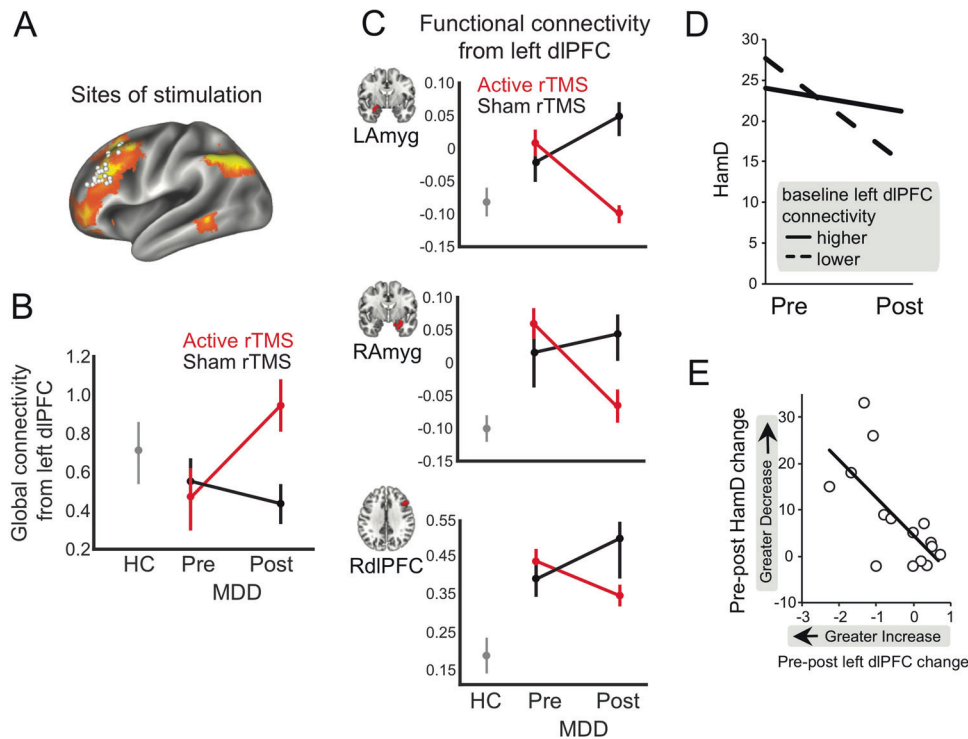 A
Sites of stimulation
B
Global connectivity
from left dlPFC
Active rTMS
Sham rTMS
1.2
1.0
0.8
0.6
0.4
0.2
HC
Pre
Post
MDD
C
Functional connectivity
from left dlPFC
LAmyg
Active rTMS
Sham rTMS
0.10
0.05
0
-0.05
-0.10
-0.15
RAmyg
0.10
0.05
0
-0.05
-0.10
-0.15
RdlPFC
0.55
0.45
0.35
0.25
0.15
HC
Pre
Post
MDD
D
HamD
30
25
20
15
10
5
0
baseline left dlPFC
connectivity
higher
lower
Pre
Post
E
Pre-post HamD change
Greater Decrease
30
20
10
0
-10
-3
-2
-1
0
1
Greater Increase
Pre-post left dlPFC change